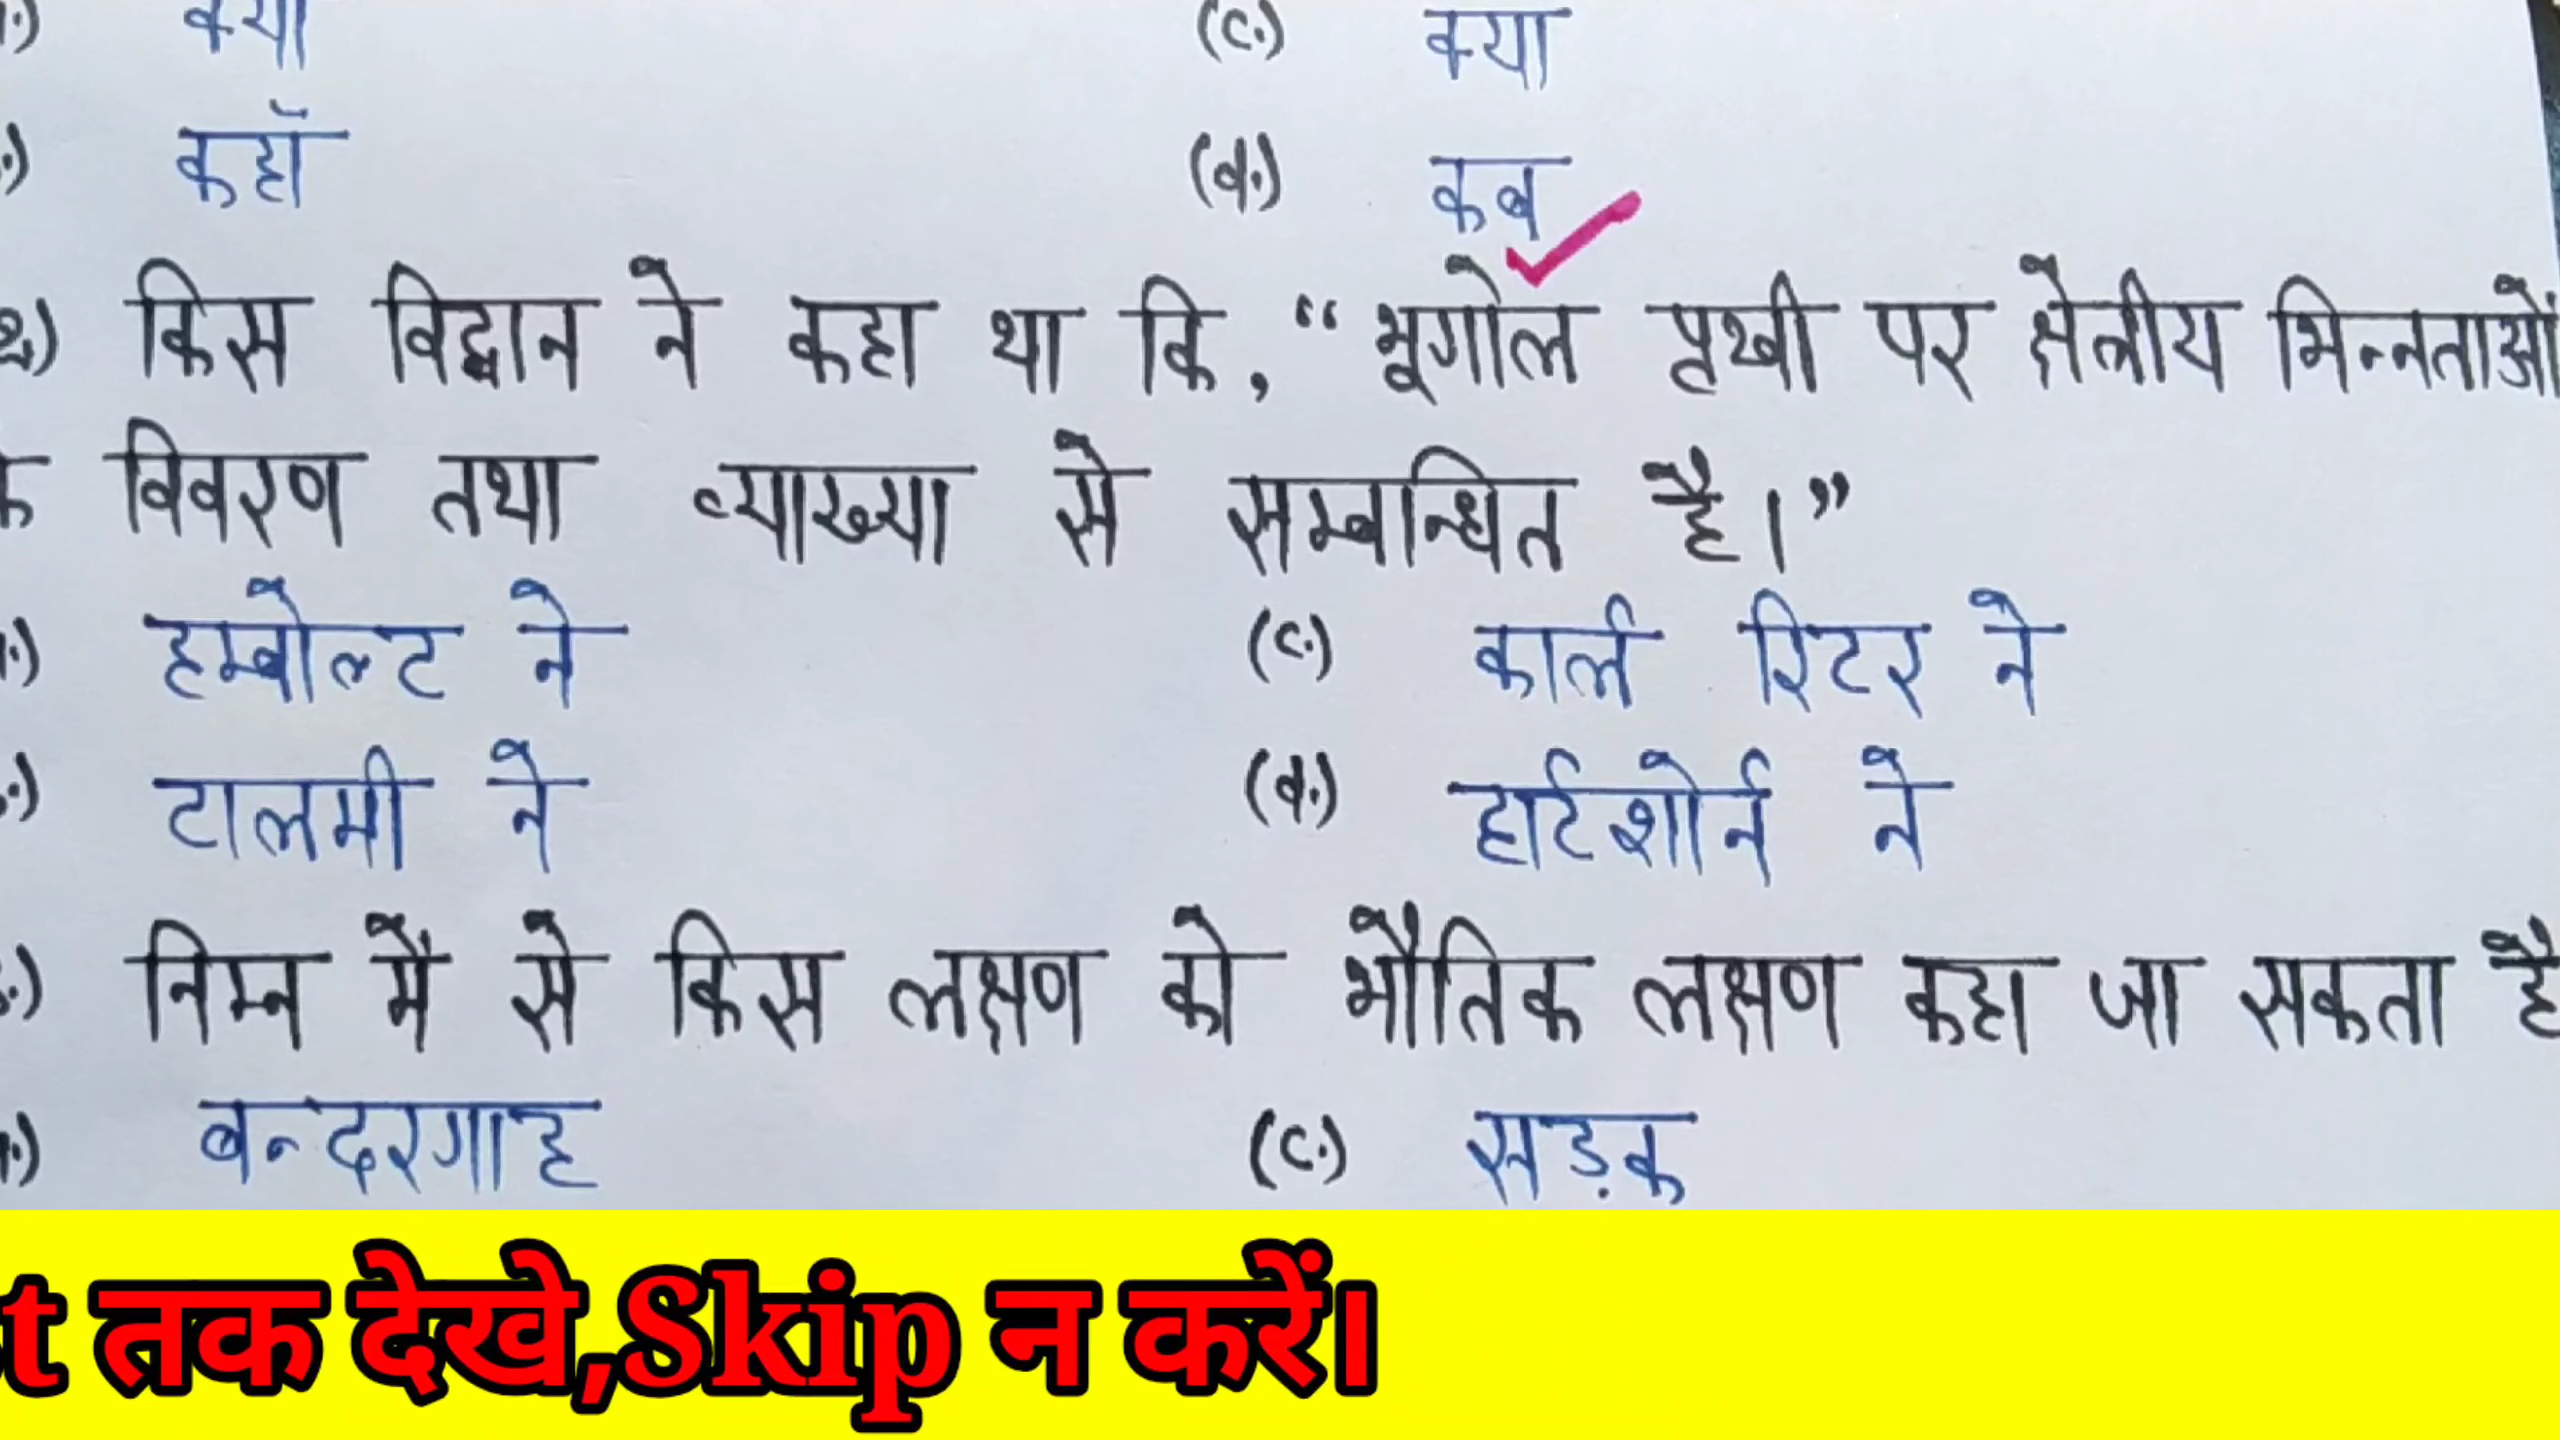 (c.) क्या
कहाँ (d.) कब
किस विद्वान ने कहा था कि, “भूगोल पृथ्वी पर क्षेत्रीय भिन्नताओं
के विवरण तथा व्याख्या से सम्बन्धित है।”
हम्बोल्ट ने (c.) कार्ल रिटर ने
टालमी ने (d.) हार्टशोर्न ने
निम्न में से किस लक्षण को भौतिक लक्षण कहा जा सकता है
बन्दरगाह (c.) सड़क
t तक देखे,Skip न करें।